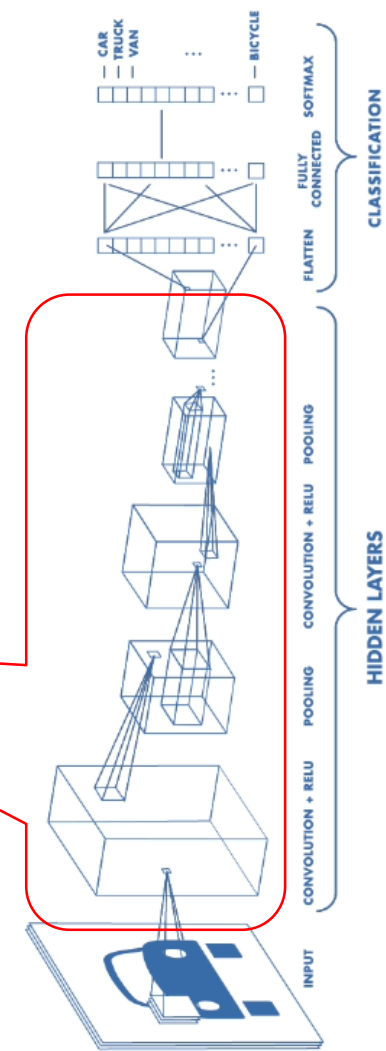 CAR
TRUCK
VAN
BICYCLE
INPUT
CONVOLUTION + RELU
POOLING
CONVOLUTION + RELU
POOLING
FLATTEN
FULLY
CONNECTED
SOFTMAX
HIDDEN LAYERS
CLASSIFICATION